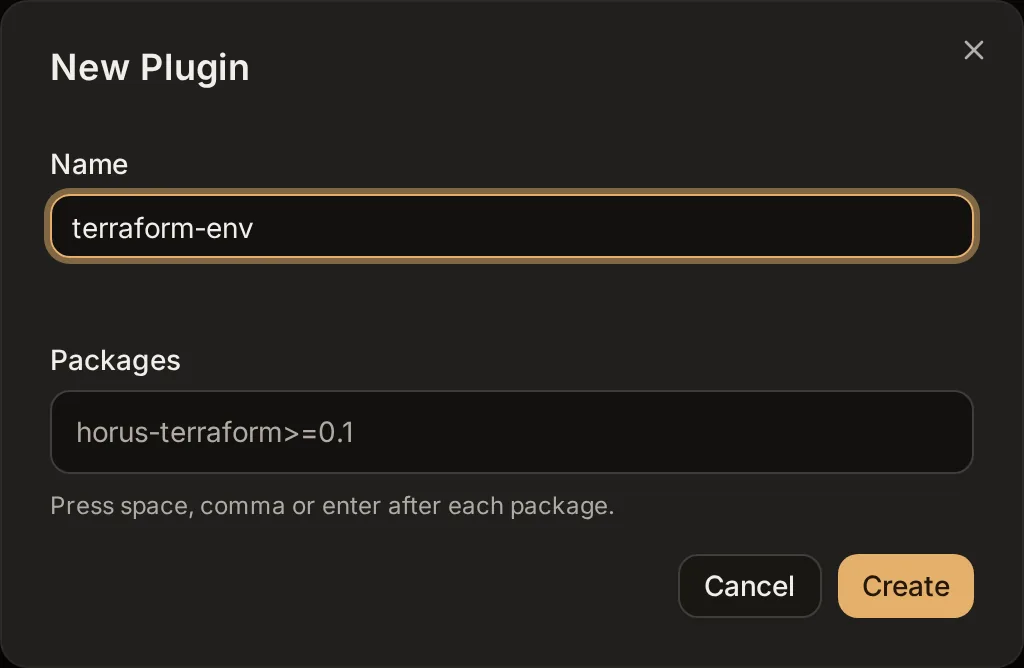 New Plugin
Name
terraform-env
Packages
horus-terraform>=0.1
Press space, comma or enter after each package.
Cancel
Create